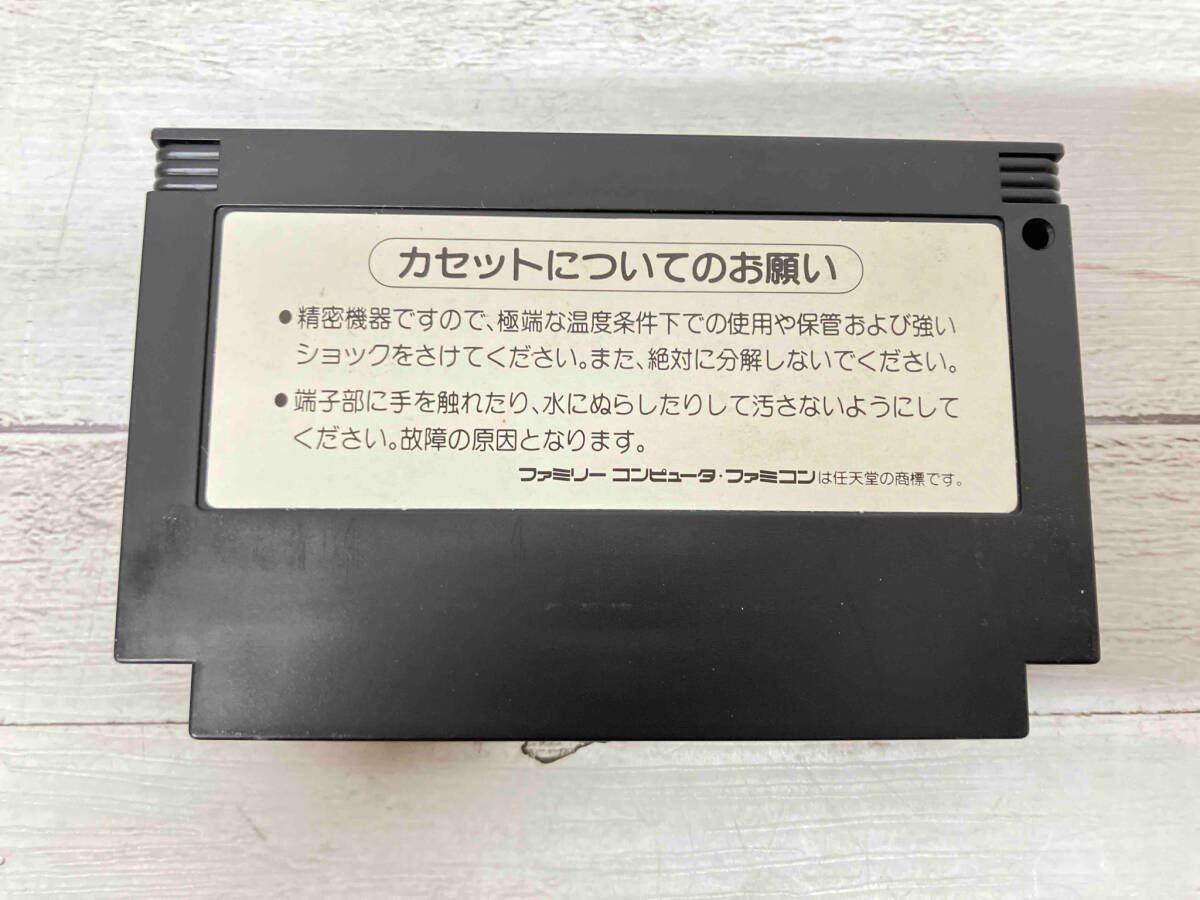 カセットについてのお願い
●精密機器ですので、極端な温度条件下での使用や保管および強い
ショックをさけてください。また、絶対に分解しないでください。
●端子部に手を触れたり、水にぬらしたりして汚さないようにして
ください。故障の原因となります。
ファミリー コンピュータ・ファミコンは任天堂の商標です。